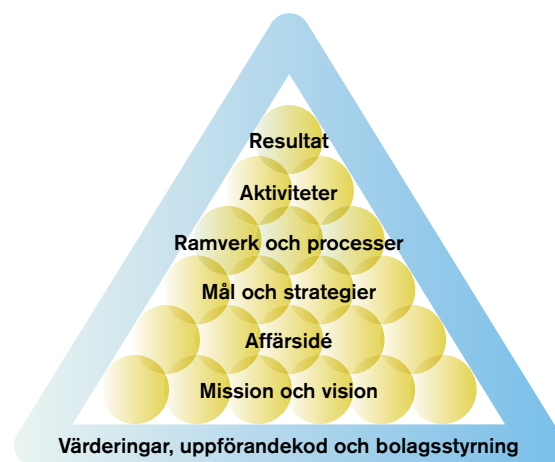 Resultat
Aktiviteter
Ramverk och processer
Mål och strategier
Affärsidé
Mission och vision
Värderingar, uppförandekod och bolagsstyrning